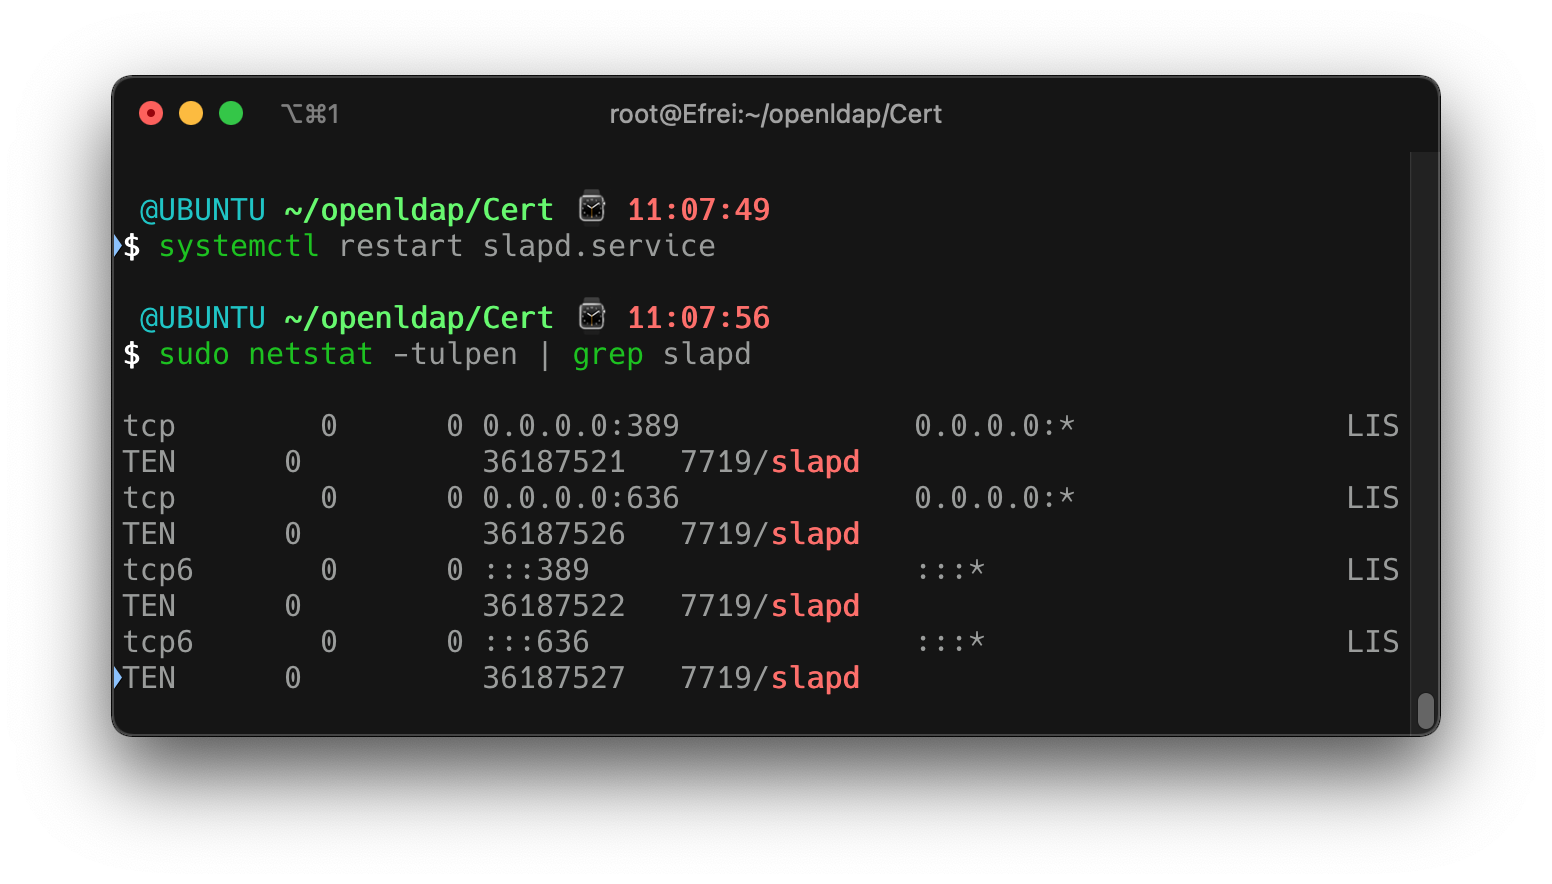 ⌥⌘1 root@Efrei:~/openldap/Cert
@UBUNTU ~/openldap/Cert ⌚ 11:07:49
$ systemctl restart slapd.service
@UBUNTU ~/openldap/Cert ⌚ 11:07:56
$ sudo netstat -tulpen | grep slapd
tcp        0      0 0.0.0.0:389             0.0.0.0:*               LIS
TEN      0          36187521   7719/slapd
tcp        0      0 0.0.0.0:636             0.0.0.0:*               LIS
TEN      0          36187526   7719/slapd
tcp6       0      0 :::389                  :::*                    LIS
TEN      0          36187522   7719/slapd
tcp6       0      0 :::636                  :::*                    LIS
TEN      0          36187527   7719/slapd